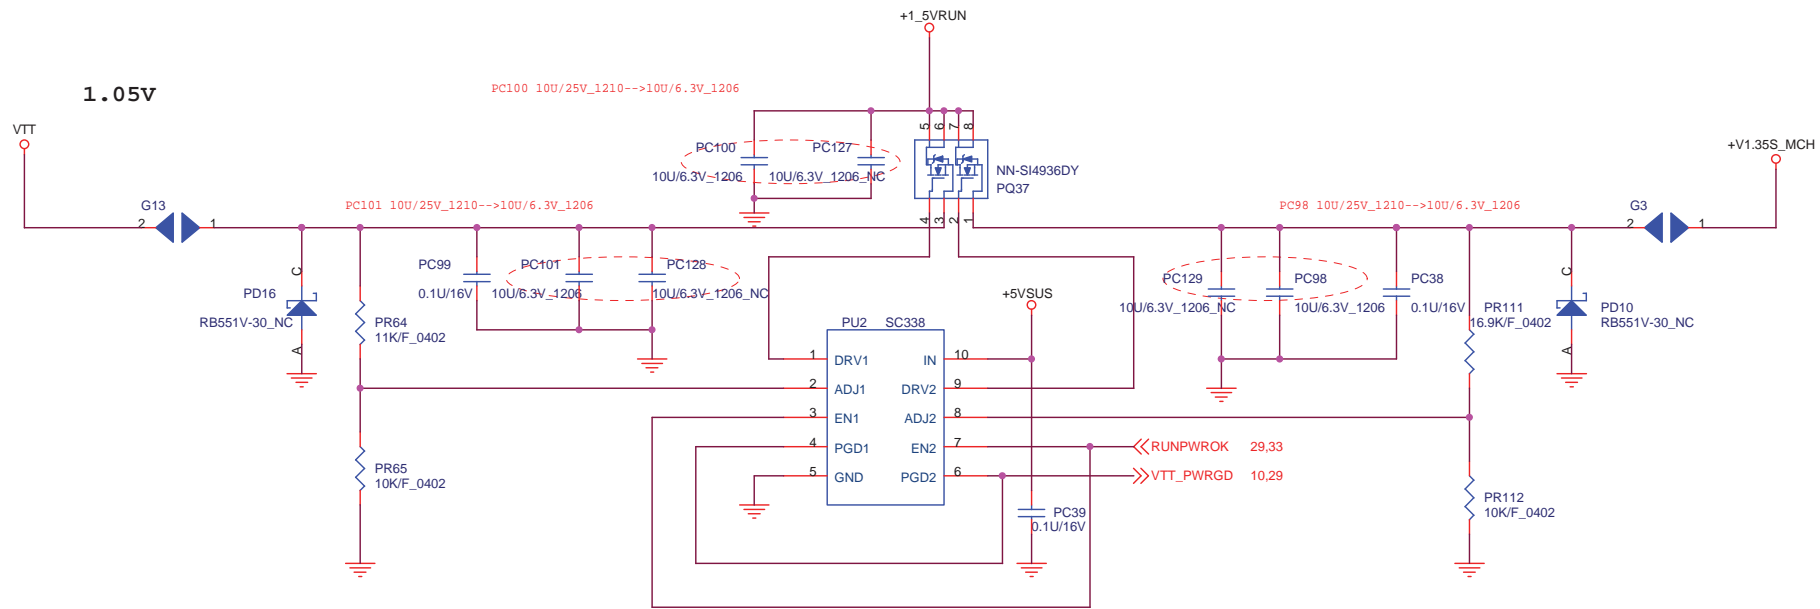 +1_5VRUN
1.05V
PC100 10U/25V_1210-->10U/6.3V_1206
VTT
5
6
7
8
PC100
PC127
10U/6.3V_1206
10U/6.3V_1206_NC
NN-SI4936DY
PQ37
+V1.35S_MCH
G13
2
1
PC101 10U/25V_1210-->10U/6.3V_1206
4
3
2
1
PC98 10U/25V_1210-->10U/6.3V_1206
G3
2
1
C
PD16
RB551V-30_NC
A
PC99
0.1U/16V
PC101
10U/6.3V_1206
PC128
10U/6.3V_1206_NC
+5VSUS
PC129
10U/6.3V_1206_NC
PC98
10U/6.3V_1206
PC38
0.1U/16V
PR111
16.9K/F_0402
C
PD10
RB551V-30_NC
A
PR64
11K/F_0402
PU2
SC338
1
DRV1
IN
10
2
ADJ1
DRV2
9
3
EN1
ADJ2
8
4
PGD1
EN2
7
RUNPWROK
29,33
5
GND
PGD2
6
VTT_PWRGD
10,29
PR65
10K/F_0402
PC39
0.1U/16V
PR112
10K/F_0402